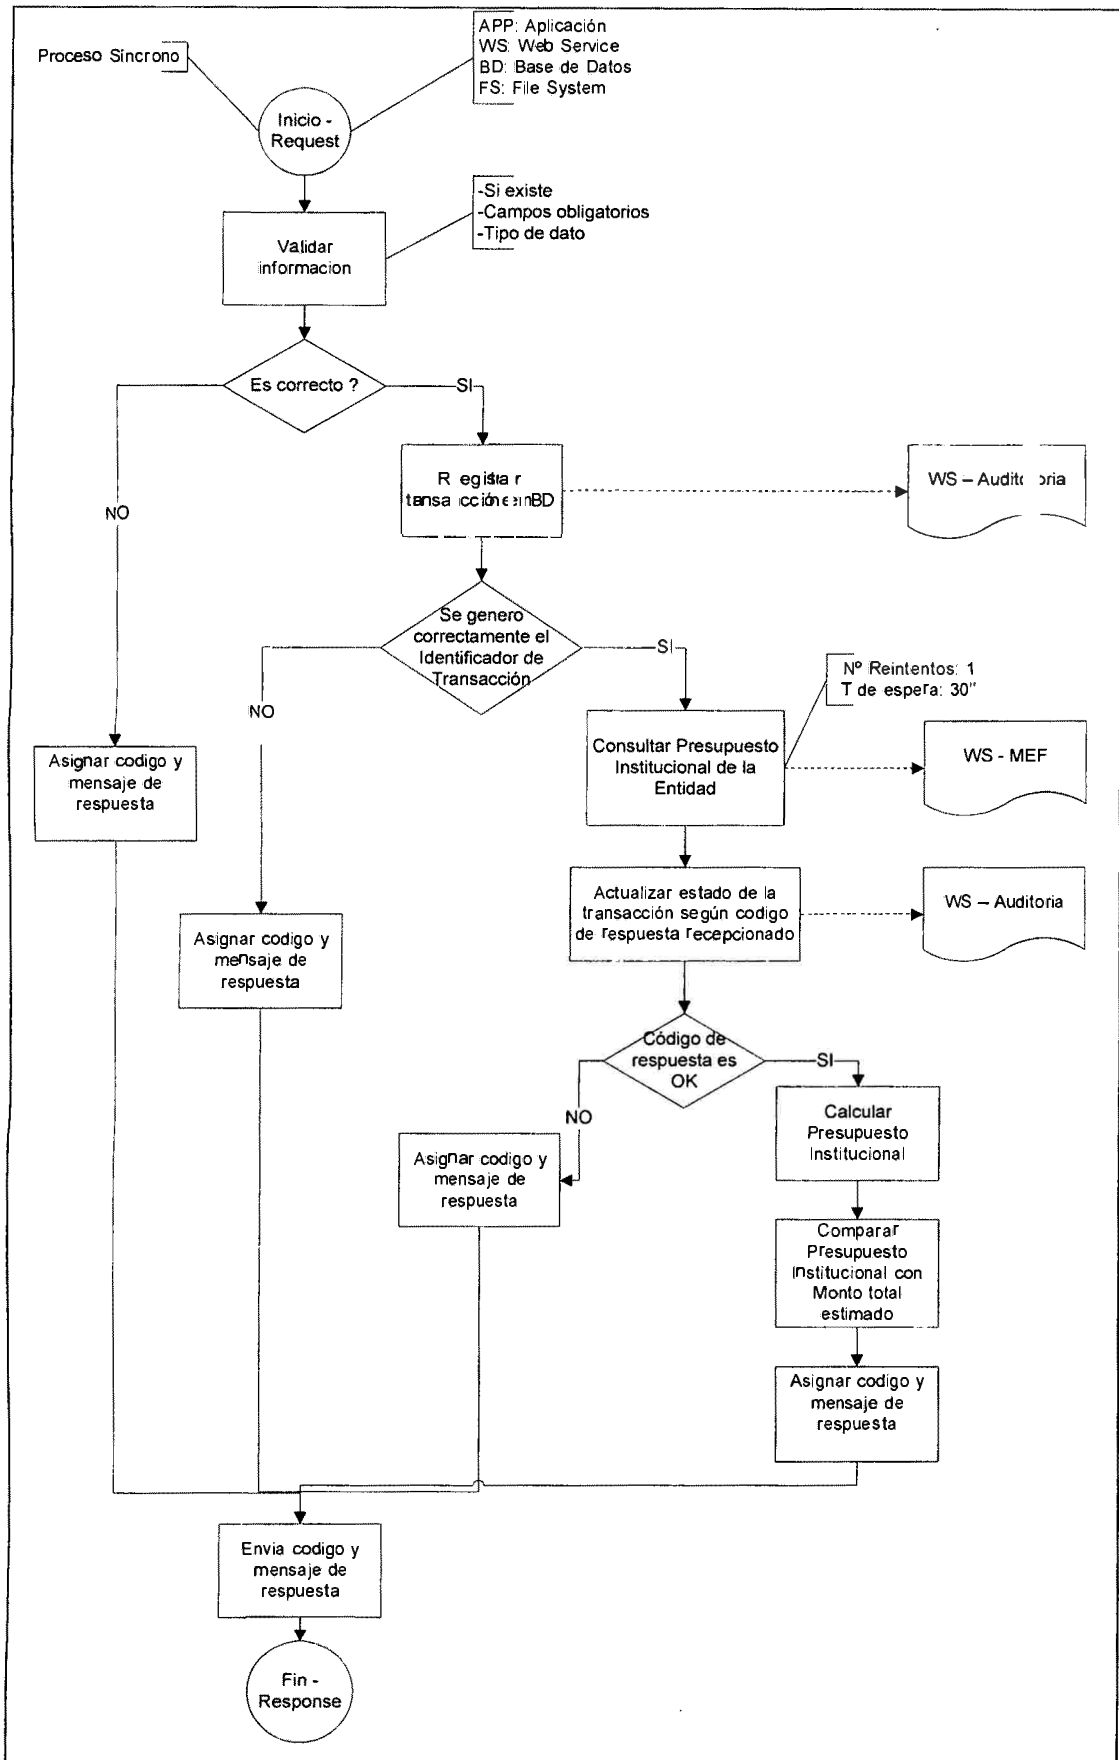 Proceso Síncrono
APP: Aplicación
WS: Web Service
BD: Base de Datos
FS: File System
Inicio -
Request
-Si existe
-Campos obligatorios
-Tipo de dato
Validar
informacion
Es correcto ?
SI
NO
Registrar
transacción en BD
WS – Auditoria
Se genero
correctamente el
Identificador de
Transacción
SI
NO
Nº Reintentos: 1
T de espera: 30"
Asignar codigo y
mensaje de
respuesta
Consultar Presupuesto
Institucional de la
Entidad
WS - MEF
Actualizar estado de la
transacción según codigo
de respuesta recepcionado
WS – Auditoria
Asignar codigo y
mensaje de
respuesta
Código de
respuesta es
OK
SI
NO
Calcular
Presupuesto
Institucional
Asignar codigo y
mensaje de
respuesta
Comparar
Presupuesto
Institucional con
Monto total
estimado
Asignar codigo y
mensaje de
respuesta
Envia codigo y
mensaje de
respuesta
Fin -
Response